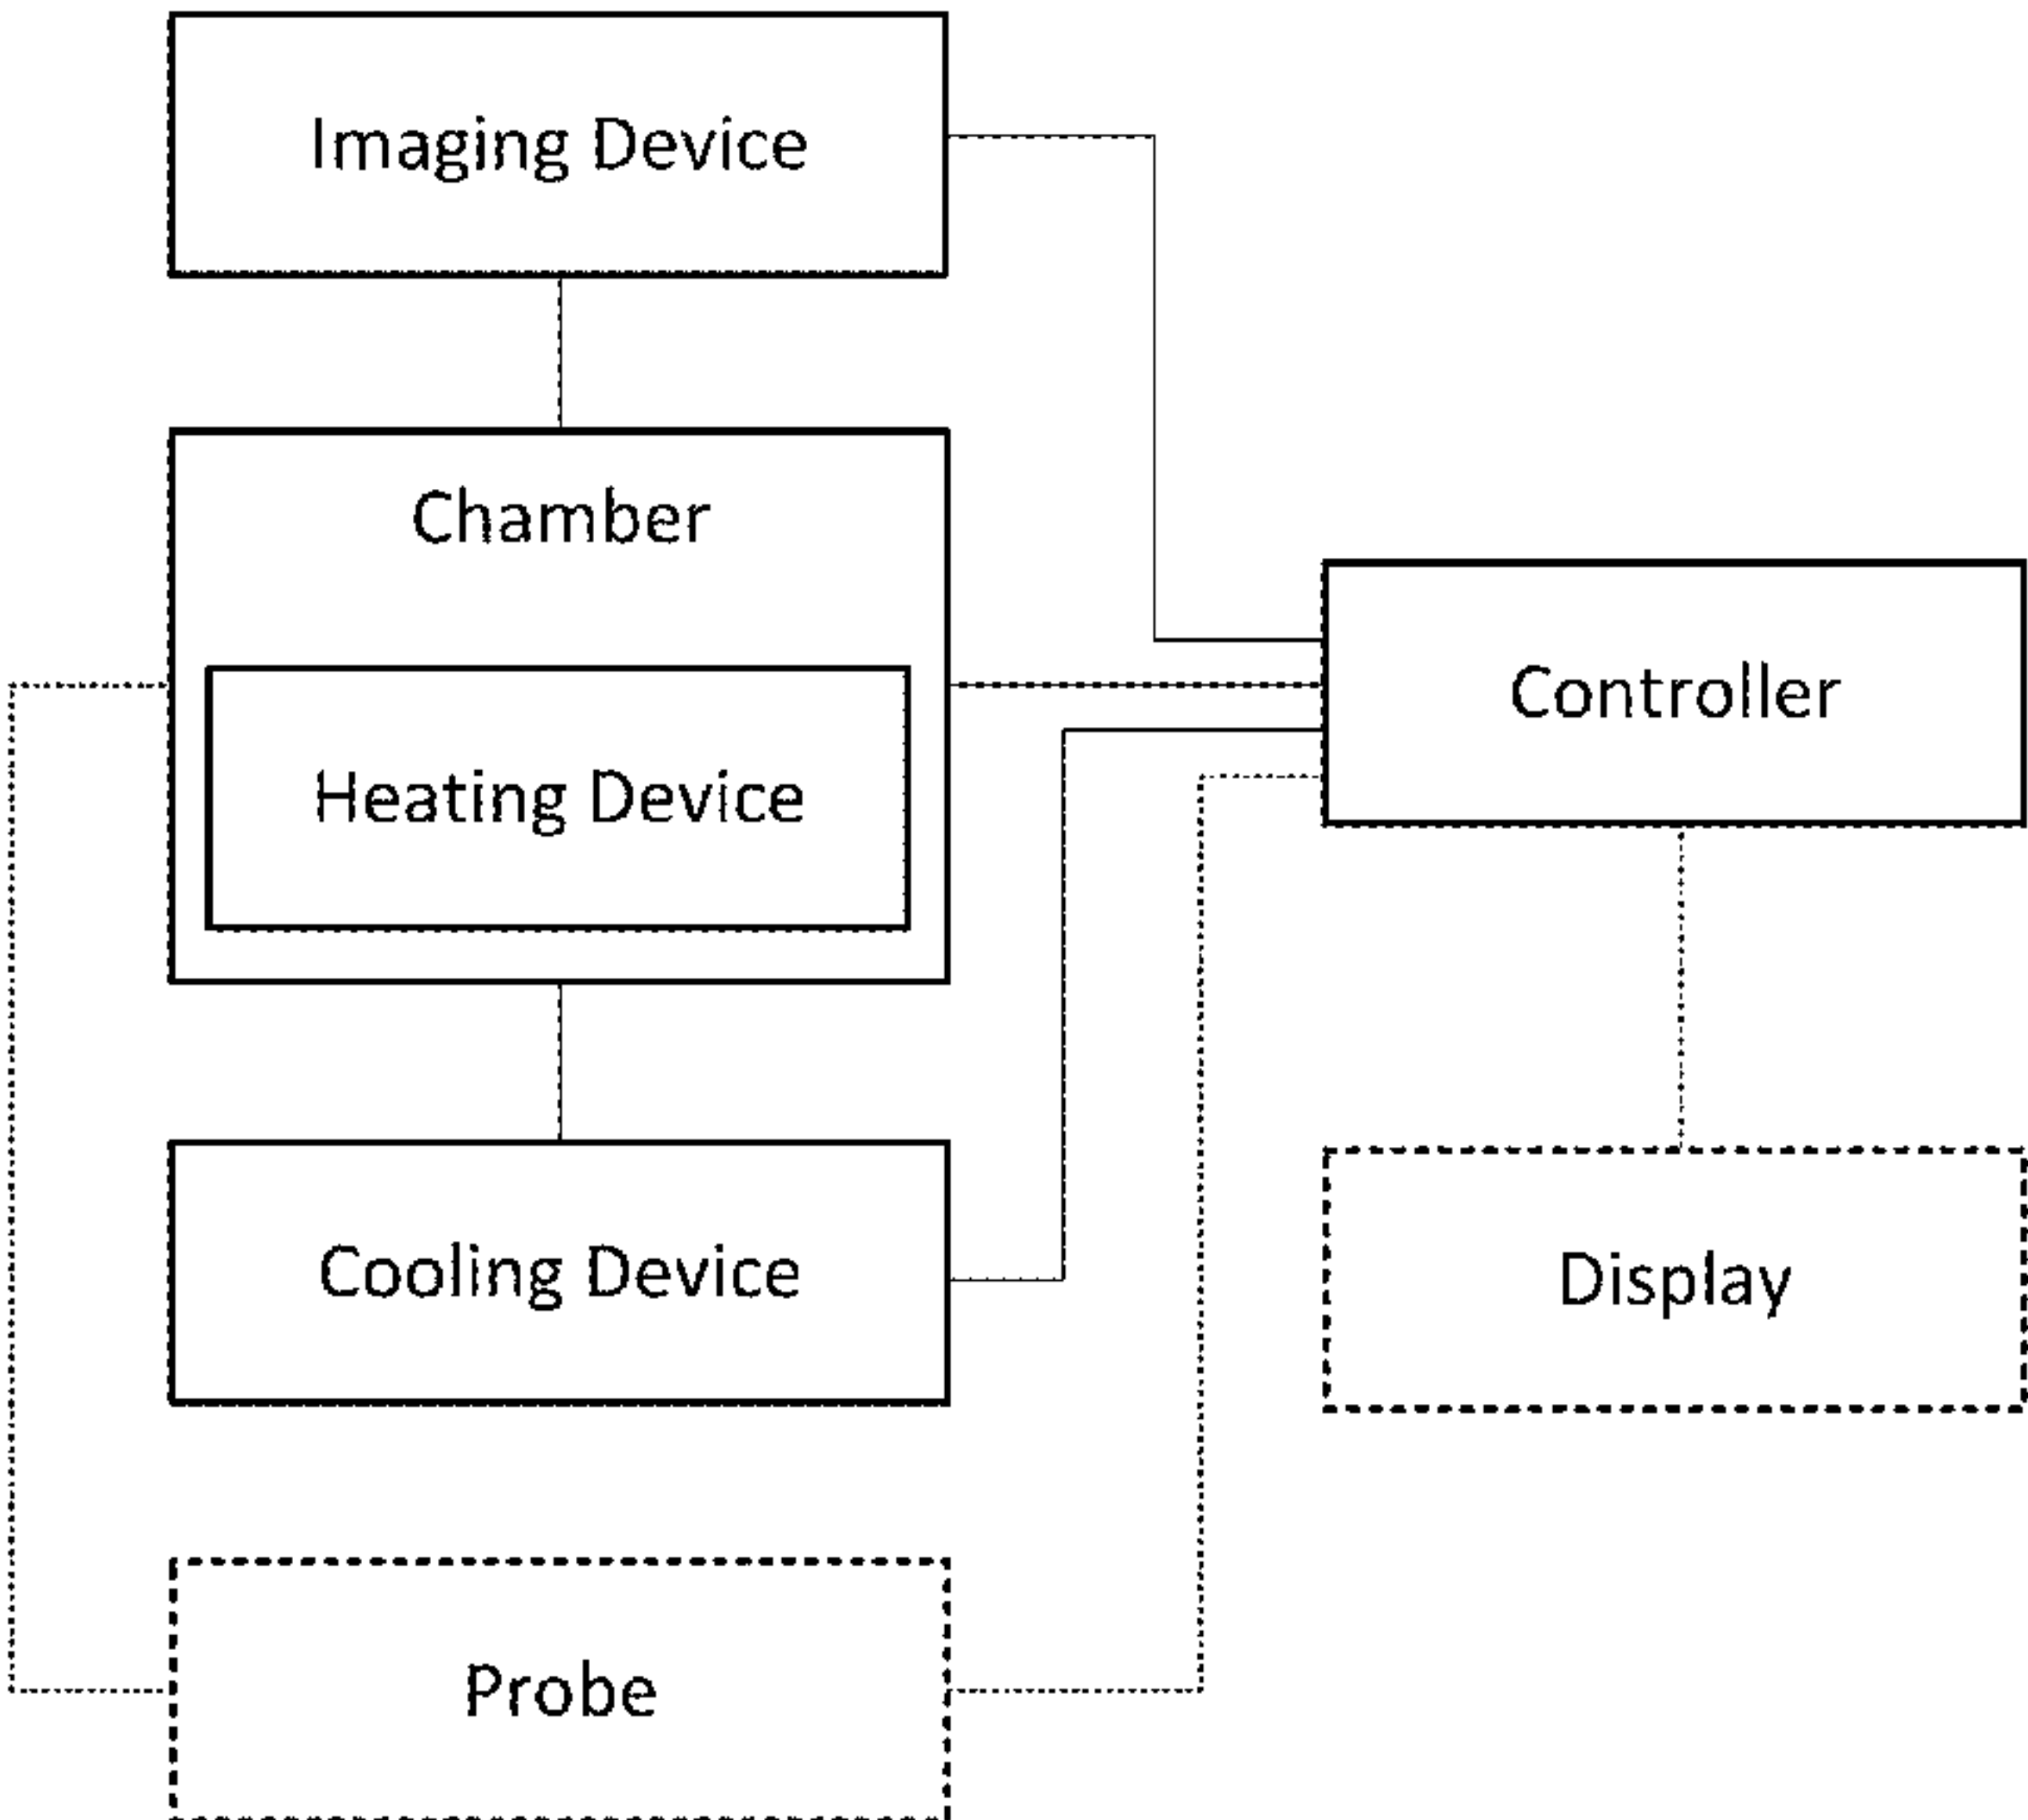 Imaging Device
Chamber
Heating Device
Controller
Cooling Device
Display
Probe